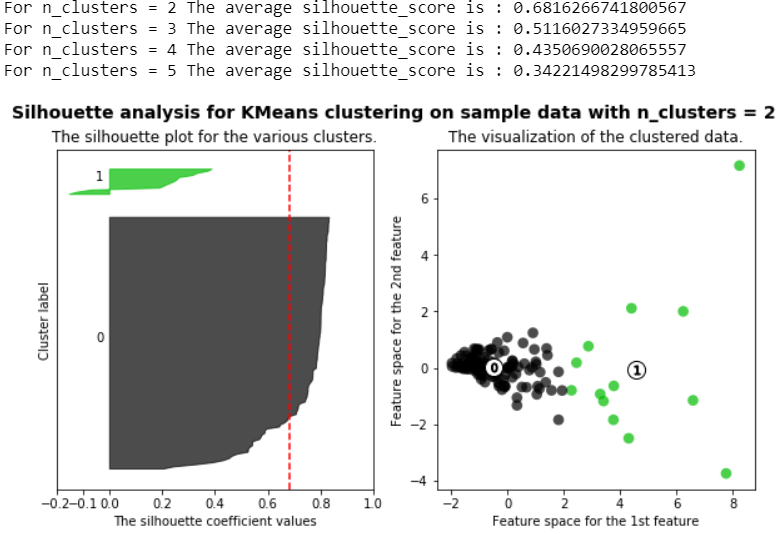 For n_clusters = 2 The average silhouette_score is : 0.6816266741800567
For n_clusters = 3 The average silhouette_score is : 0.5116027334959665
For n_clusters = 4 The average silhouette_score is : 0.4350690028065557
For n_clusters = 5 The average silhouette_score is : 0.34221498299785413
Silhouette analysis for KMeans clustering on sample data with n_clusters = 2
The silhouette plot for the various clusters.
Cluster label
1
0
-0.2 -0.1 0.0 0.2 0.4 0.6 0.8 1.0
The silhouette coefficient values
The visualization of the clustered data.
Feature space for the 2nd feature
6
4
2
0
−2
−4
0
1
−2 0 2 4 6 8
Feature space for the 1st feature